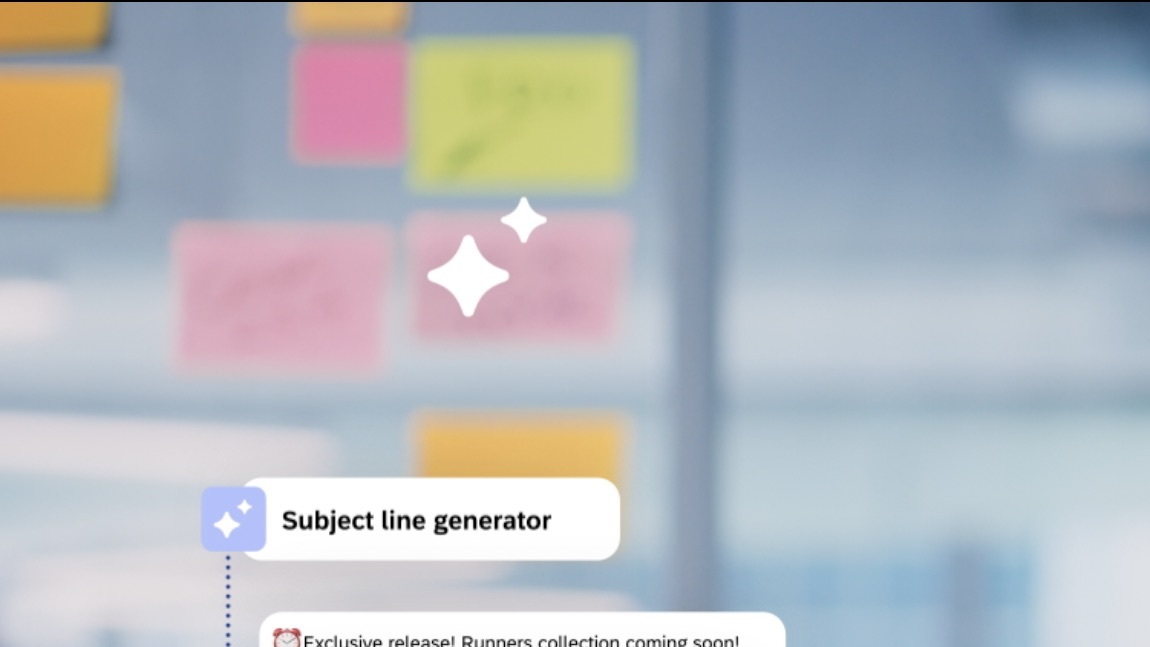 Subject line generator
⏰Exclusive release! Runners collection coming soon!